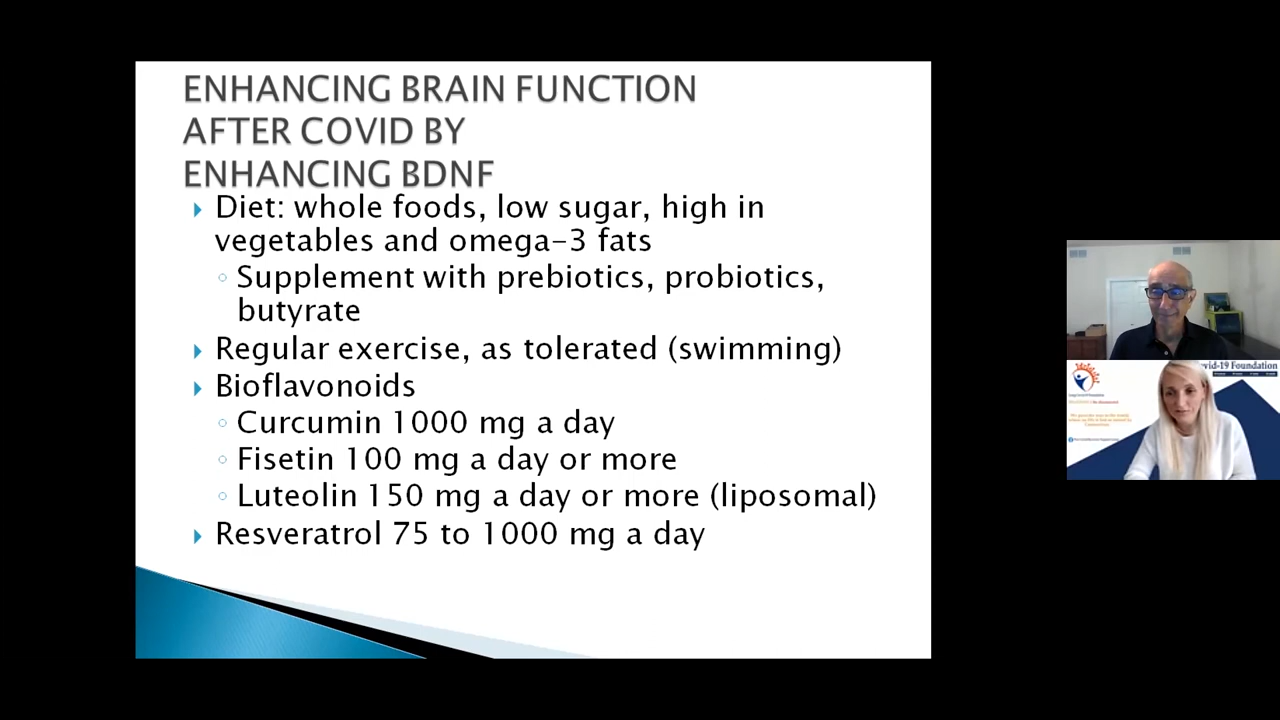 ENHANCING BRAIN FUNCTION
AFTER COVID BY
ENHANCING BDNF
Diet: whole foods, low sugar, high in
vegetables and omega-3 fats
Supplement with prebiotics, probiotics,
butyrate
Regular exercise, as tolerated (swimming)
Bioflavonoids
Curcumin 1000 mg a day
Fisetin 100 mg a day or more
Luteolin 150 mg a day or more (liposomal)
Resveratrol 75 to 1000 mg a day
vid-19 Foundation